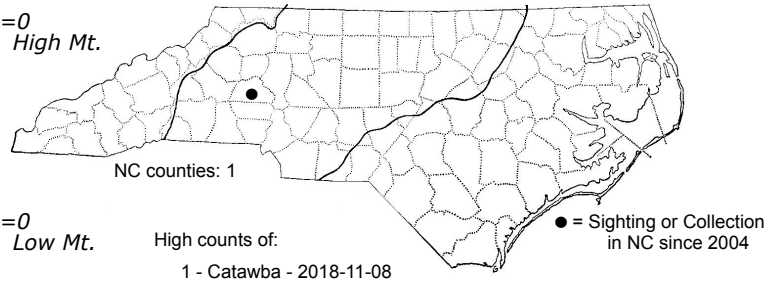 =0
High Mt.
NC counties: 1
=0
Low Mt.
High counts of:
1 - Catawba - 2018-11-08
● = Sighting or Collection
in NC since 2004